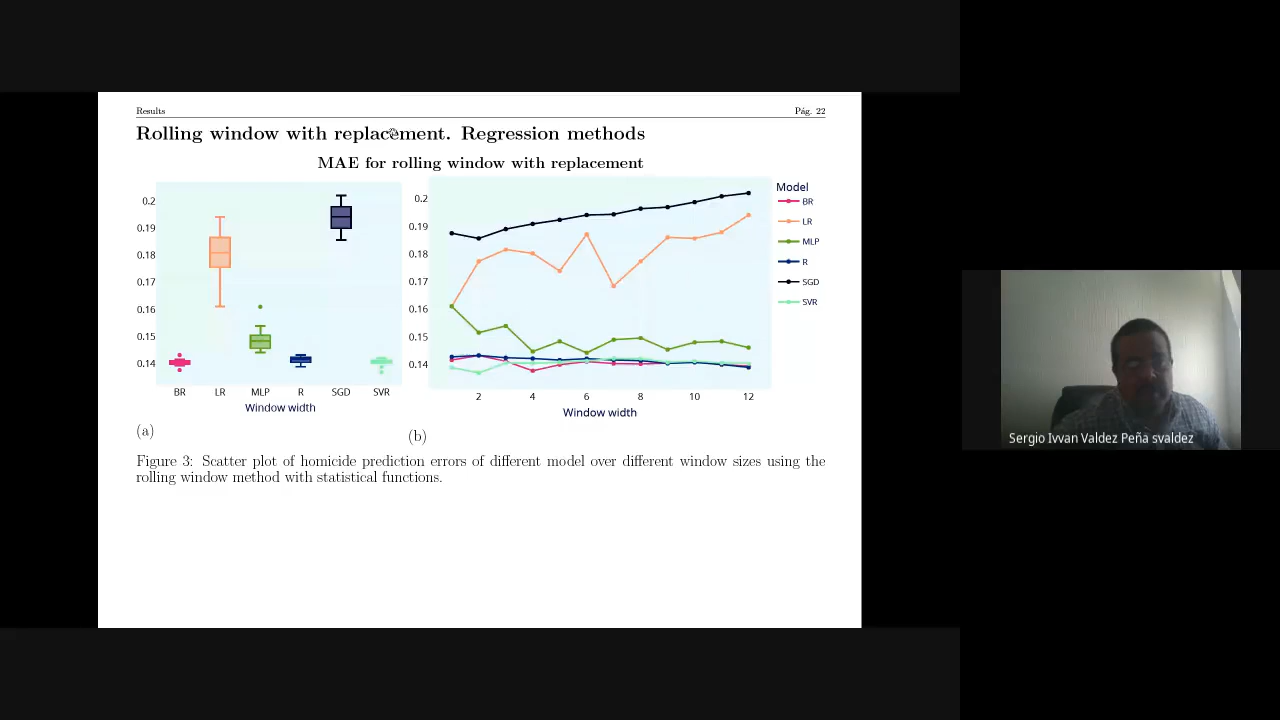 Results Pág. 22
Rolling window with replacement. Regression methods
MAE for rolling window with replacement
0.2
0.19
0.18
0.17
0.16
0.15
0.14
BR LR MLP R SGD SVR
Window width
(a)
0.2
0.19
0.18
0.17
0.16
0.15
0.14
2 4 6 8 10 12
Window width
(b)
Model
BR
LR
MLP
R
SGD
SVR
Figure 3: Scatter plot of homicide prediction errors of different model over different window sizes using the
rolling window method with statistical functions.
Sergio Ivvan Valdez Peña svaldez